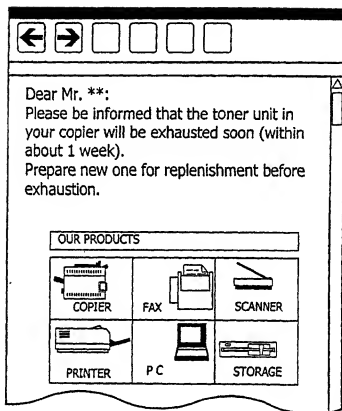 Dear Mr. **:
Please be informed that the toner unit in
your copier will be exhausted soon (within
about 1 week).
Prepare new one for replenishment before
exhaustion.
OUR PRODUCTS
COPIER
FAX
SCANNER
PRINTER
P C
STORAGE